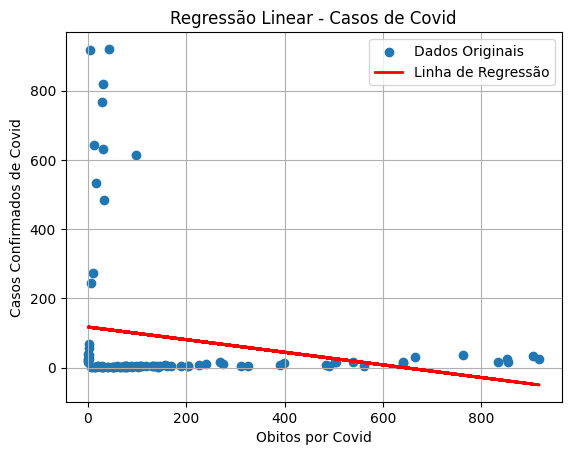 Regressão Linear - Casos de Covid
Dados Originais
Linha de Regressão
Casos Confirmados de Covid
800
600
400
200
0
0 200 400 600 800
Obitos por Covid